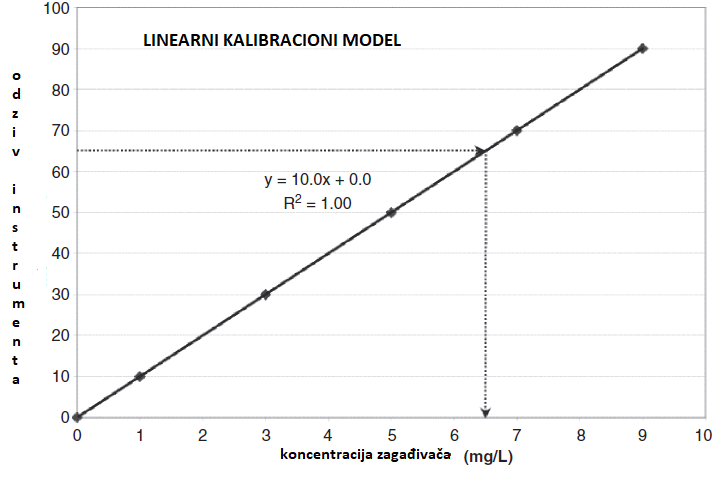 LINEARNI KALIBRACIONI MODEL
odziv instrumenta
100
90
80
70
60
50
40
30
20
10
0
y = 10.0x + 0.0
R² = 1.00
0 1 2 3 4 5 6 7 8 9 10
koncentracija zagađivača (mg/L)